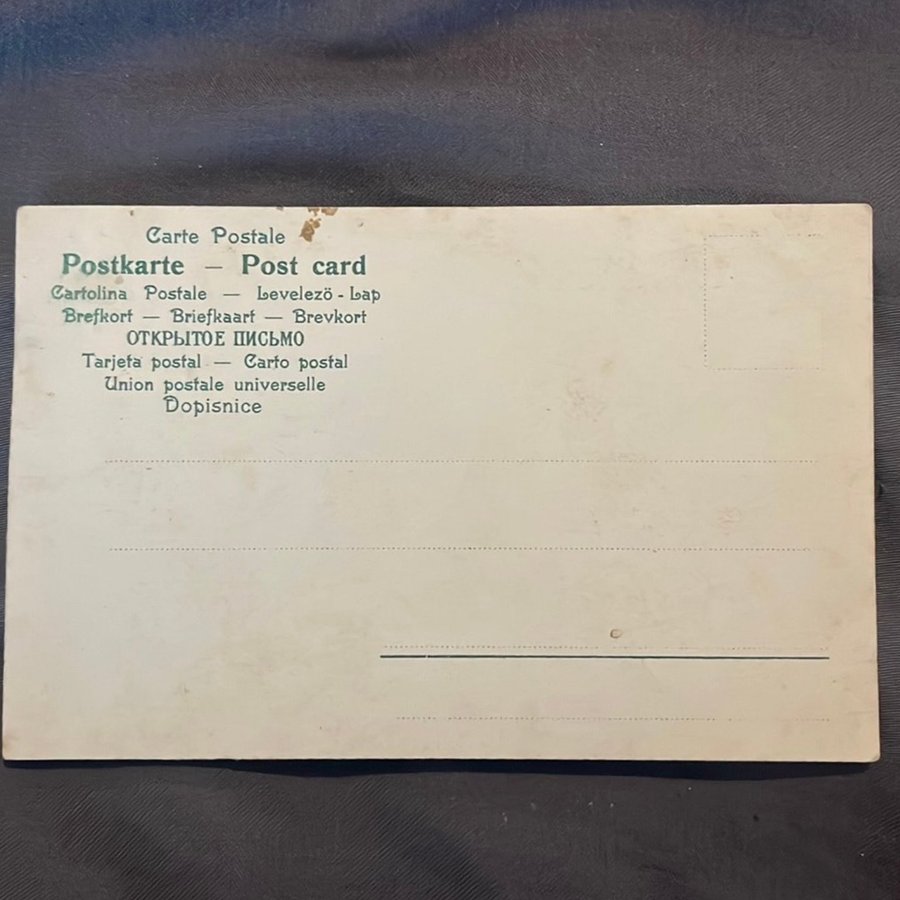 Carte Postale
Postkarte — Post card
Cartolina Postale — Levelezö - Lap
Brefkort — Briefkaart — Brevkort
ОТКРЫТОЕ ПИСЬМО
Tarjeta postal — Carto postal
Union postale universelle
Dopisnice